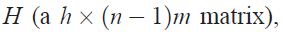 H (a h × (n − 1)m matrix),